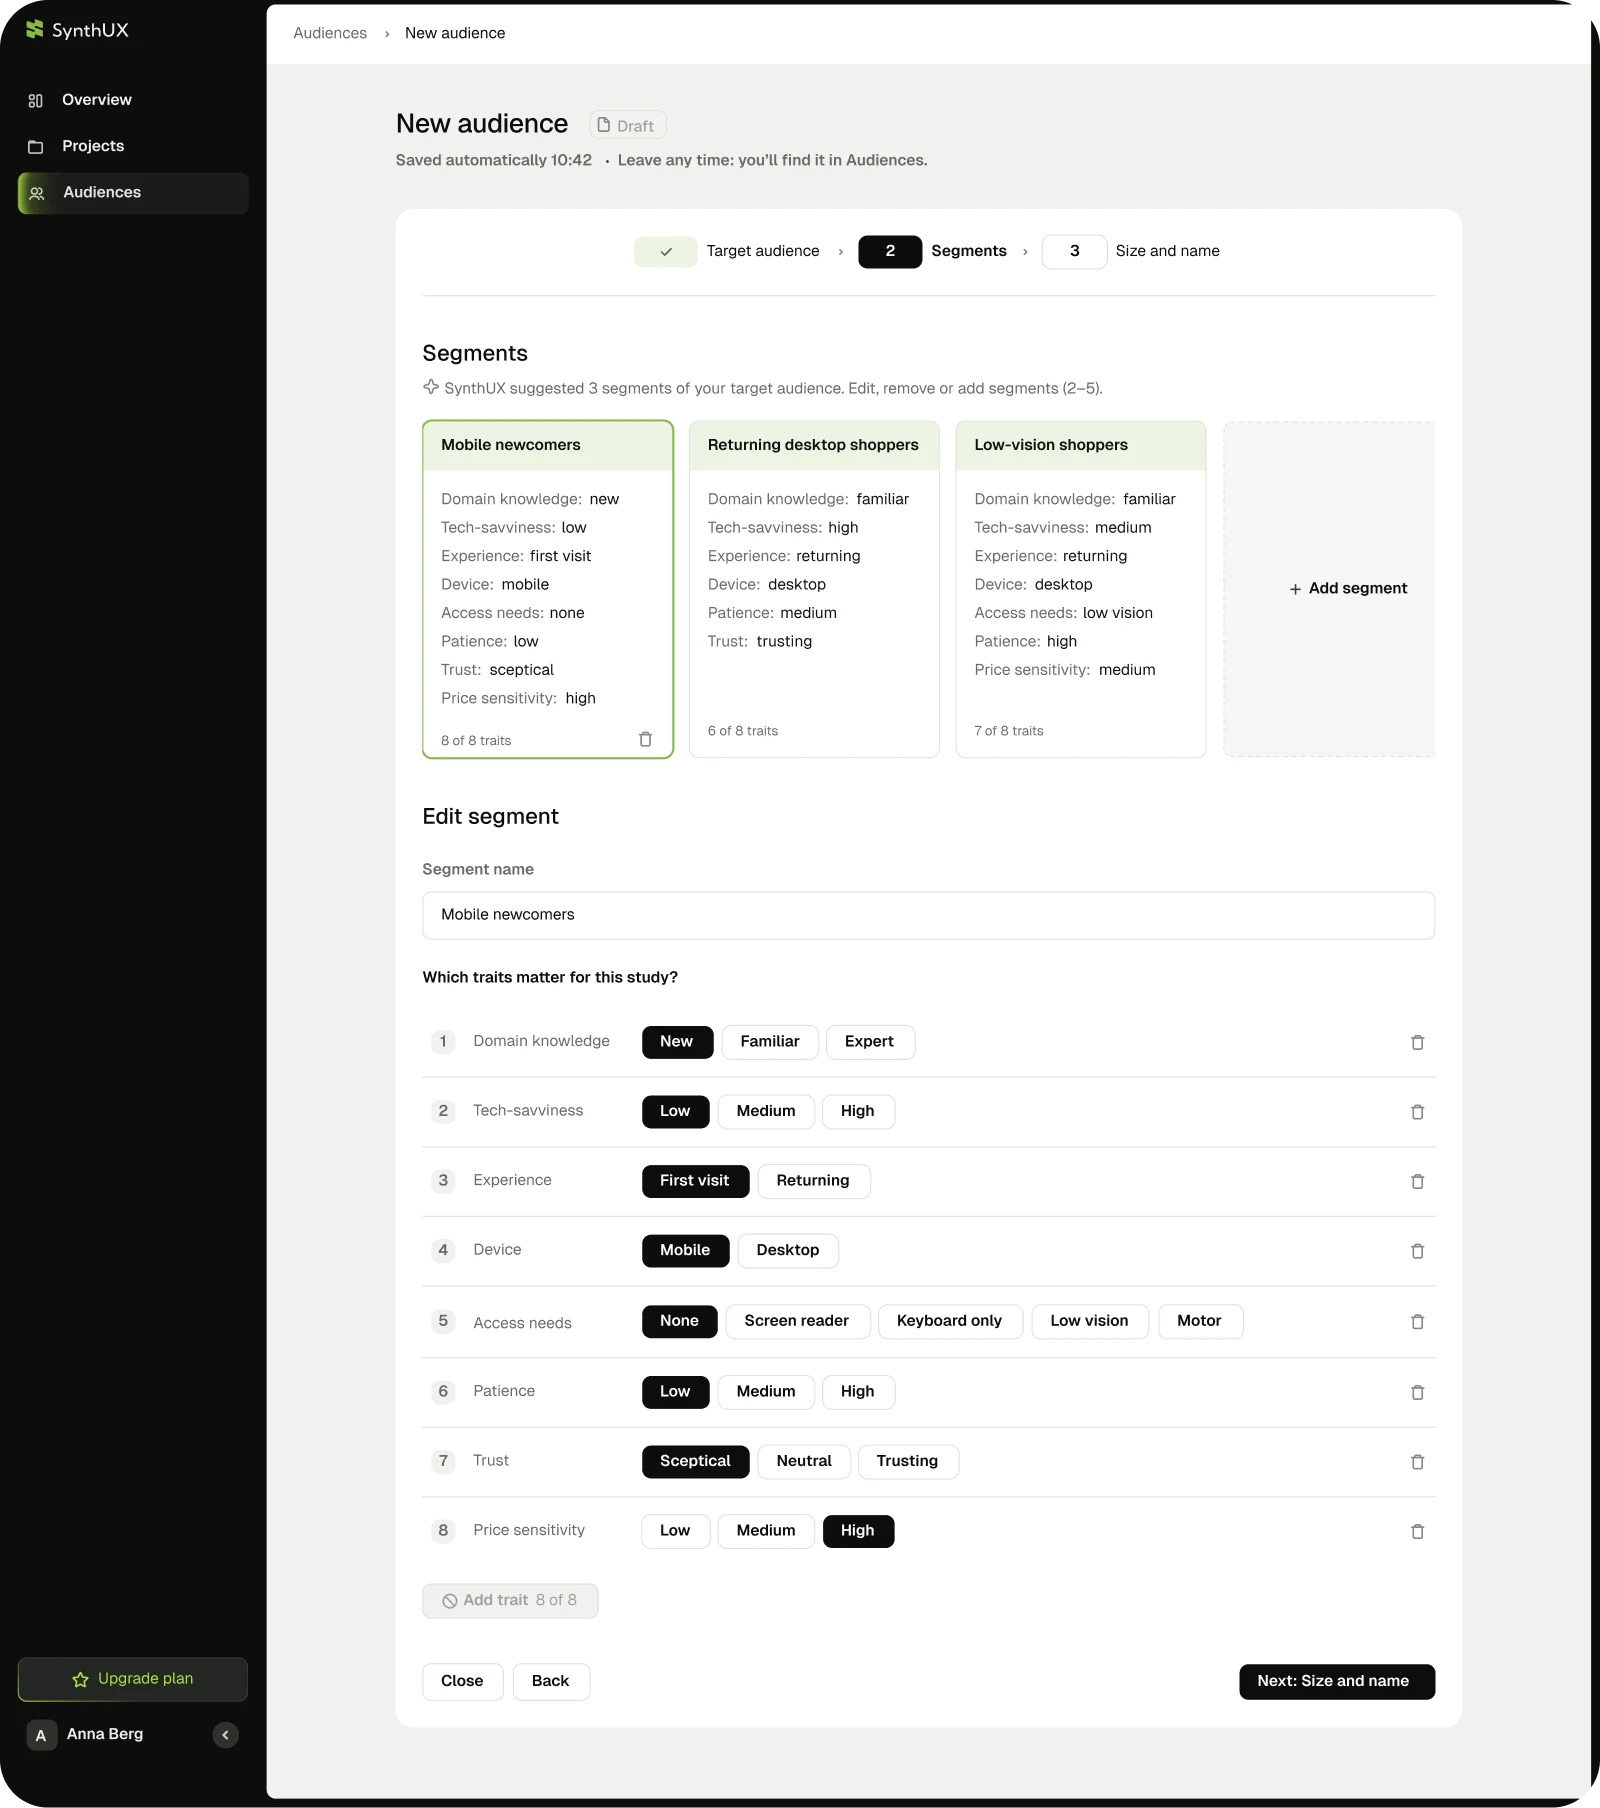 SynthUX
Overview
Projects
Audiences
Upgrade plan
A Anna Berg
Audiences › New audience
New audience Draft
Saved automatically 10:42 · Leave any time: you'll find it in Audiences.
Target audience › 2 Segments › 3 Size and name
Segments
SynthUX suggested 3 segments of your target audience. Edit, remove or add segments (2–5).
Mobile newcomers
Domain knowledge: new
Tech-savviness: low
Experience: first visit
Device: mobile
Access needs: none
Patience: low
Trust: sceptical
Price sensitivity: high
8 of 8 traits
Returning desktop shoppers
Domain knowledge: familiar
Tech-savviness: high
Experience: returning
Device: desktop
Patience: medium
Trust: trusting
6 of 8 traits
Low-vision shoppers
Domain knowledge: familiar
Tech-savviness: medium
Experience: returning
Device: desktop
Access needs: low vision
Patience: high
Price sensitivity: medium
7 of 8 traits
+ Add segment
Edit segment
Segment name
Mobile newcomers
Which traits matter for this study?
1 Domain knowledge New Familiar Expert
2 Tech-savviness Low Medium High
3 Experience First visit Returning
4 Device Mobile Desktop
5 Access needs None Screen reader Keyboard only Low vision Motor
6 Patience Low Medium High
7 Trust Sceptical Neutral Trusting
8 Price sensitivity Low Medium High
Add trait 8 of 8
Close Back Next: Size and name